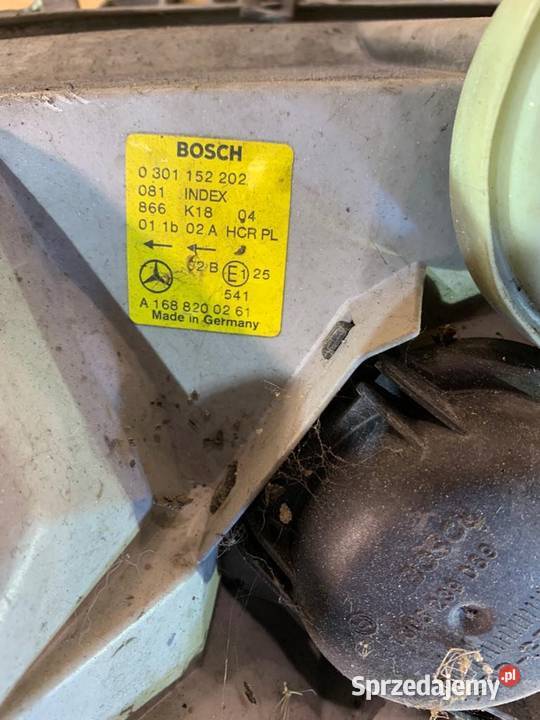 BOSCH
0 301 152 202
081 INDEX
866 K18 04
01 1b 02 A HCR PL
02 B E1 25
541
A 168 820 02 61
Made in Germany
BOSCH
Sprzedajemy.pl